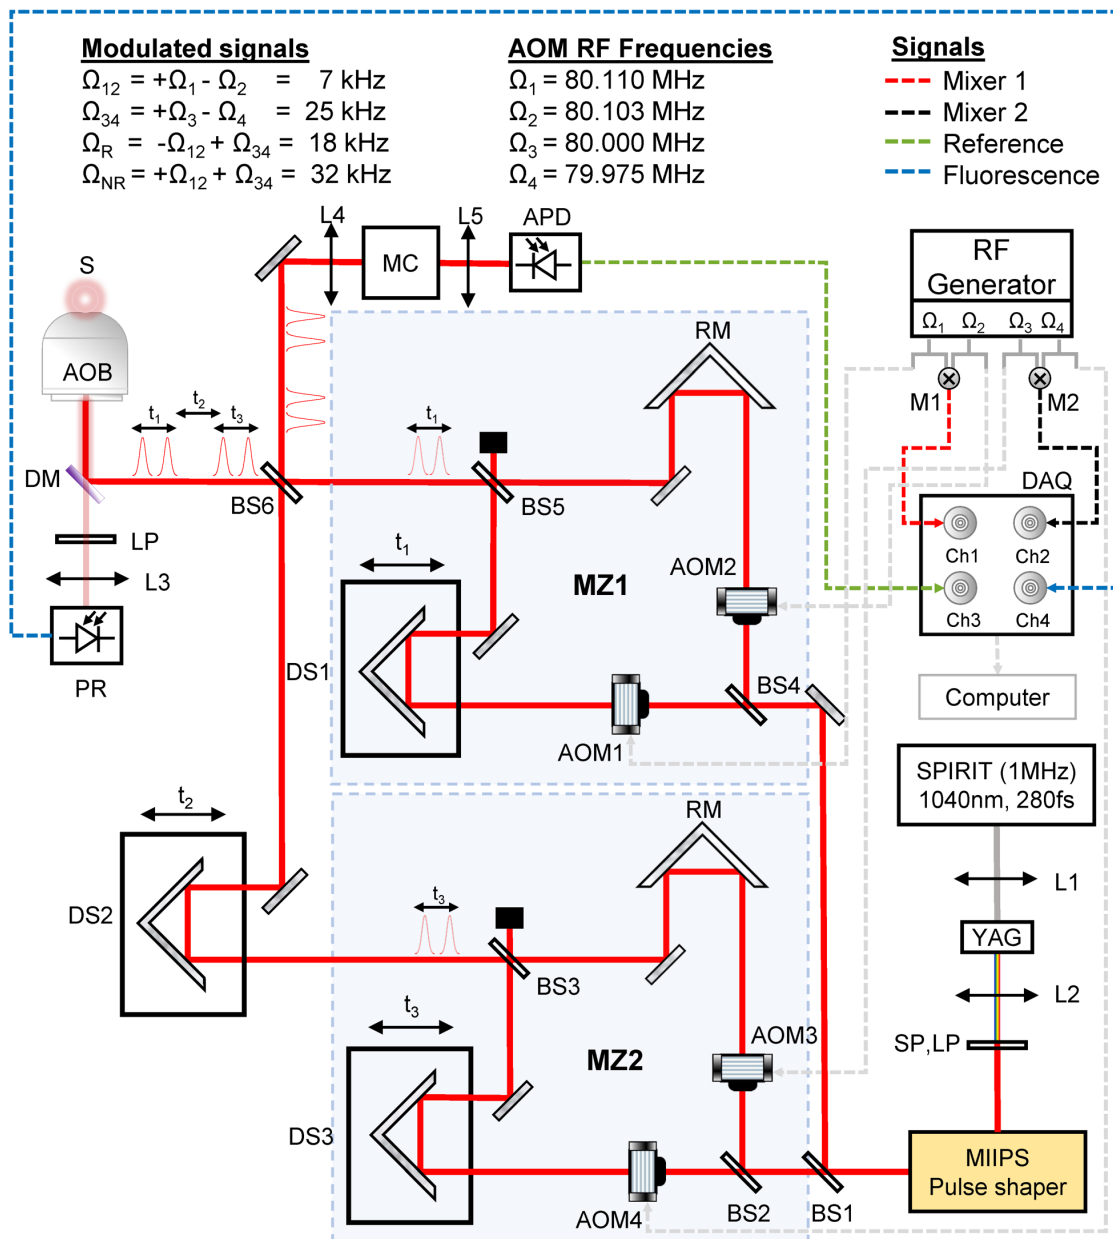 Modulated signals
Ω12 = +Ω1 - Ω2 = 7 kHz
Ω34 = +Ω3 - Ω4 = 25 kHz
ΩR = -Ω12 + Ω34 = 18 kHz
ΩNR = +Ω12 + Ω34 = 32 kHz
AOM RF Frequencies
Ω1 = 80.110 MHz
Ω2 = 80.103 MHz
Ω3 = 80.000 MHz
Ω4 = 79.975 MHz
Signals
Mixer 1
Mixer 2
Reference
Fluorescence
L4
L5
APD
MC
S
AOB
RF
Generator
Ω1 Ω2 Ω3 Ω4
M1
M2
RM
t1
t2
t3
t1
DM
BS6
BS5
DAQ
Ch1
Ch2
Ch3
Ch4
LP
L3
PR
t1
MZ1
AOM2
DS1
BS4
AOM1
Computer
SPIRIT (1MHz)
1040nm, 280fs
t2
RM
L1
DS2
t3
BS3
YAG
L2
t3
MZ2
AOM3
SP,LP
DS3
AOM4
BS2
BS1
MIIPS
Pulse shaper